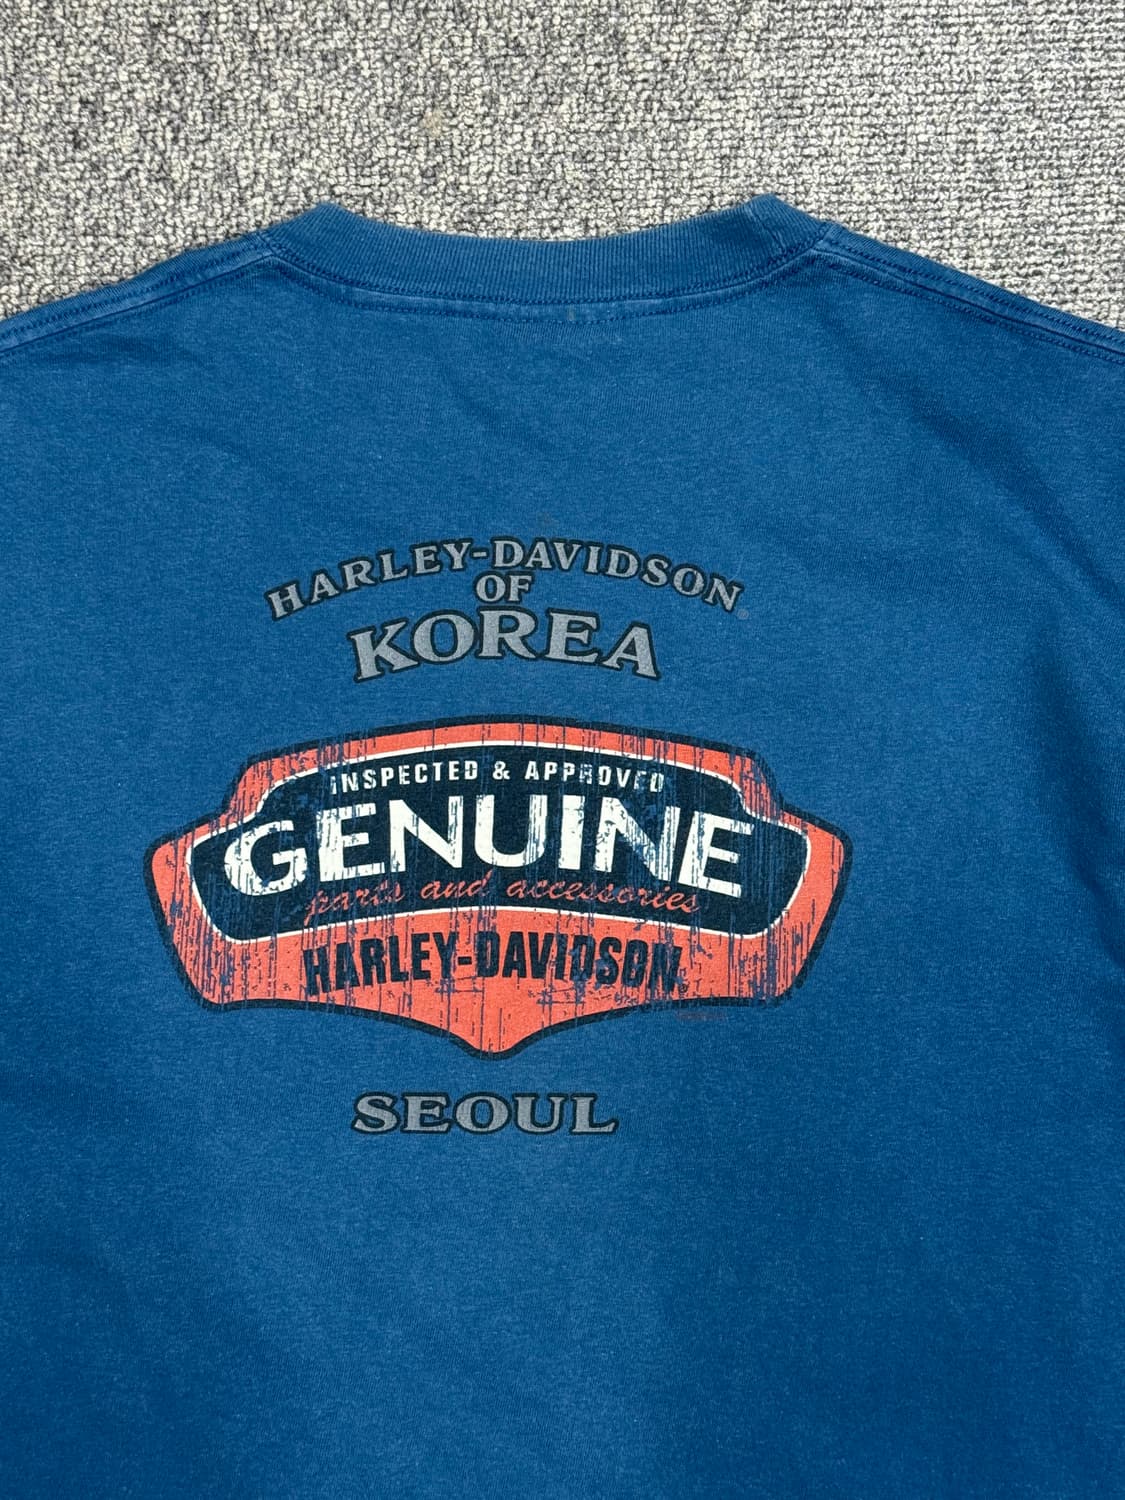 HARLEY-DAVIDSON
OF
KOREA
INSPECTED & APPROVED
GENUINE
parts and accessories
HARLEY-DAVIDSON
SEOUL